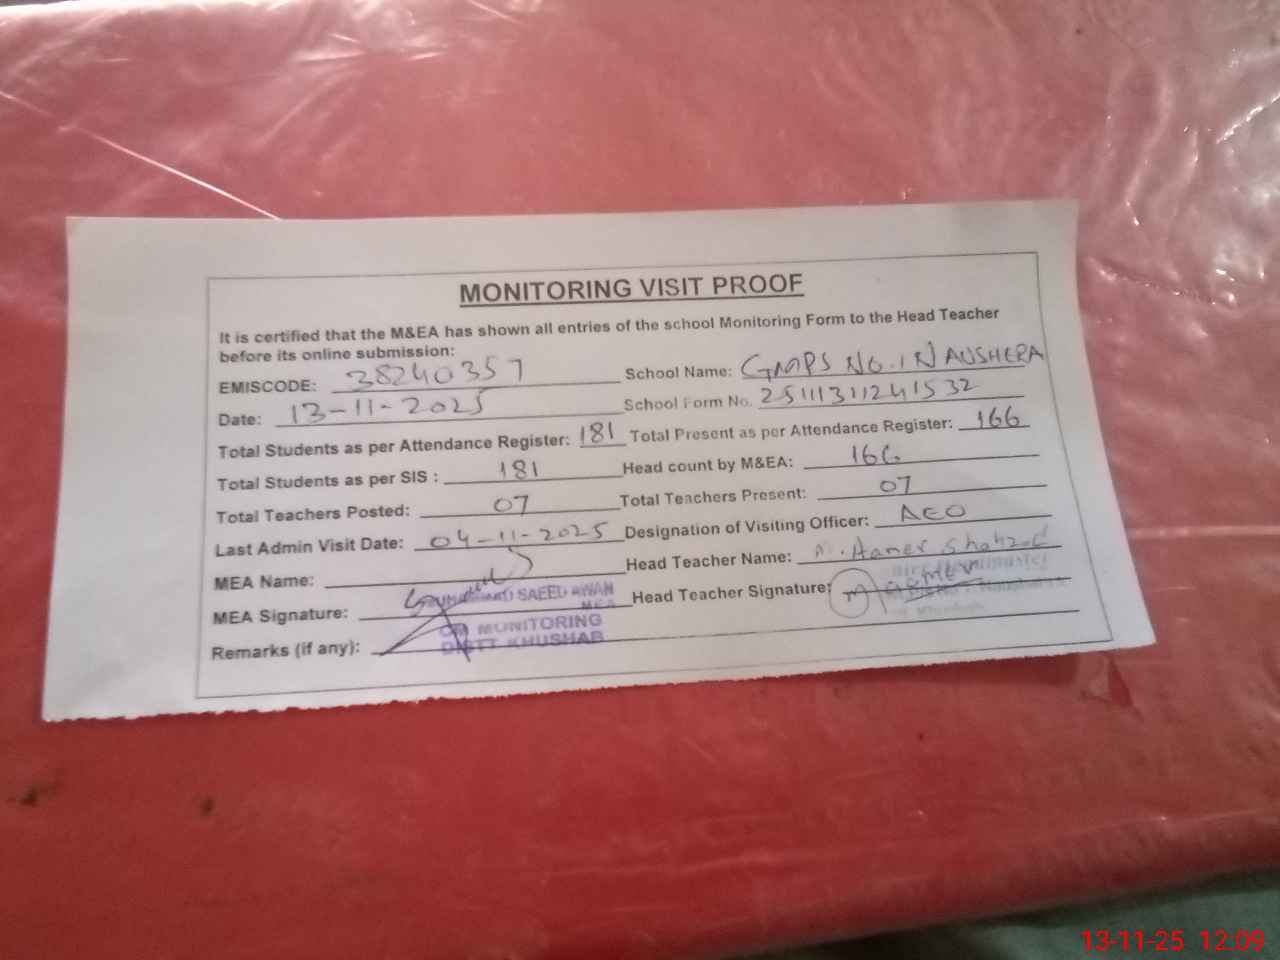 MONITORING VISIT PROOF
It is certified that the M&EA has shown all entries of the school Monitoring Form to the Head Teacher
before its online submission:
EMISCODE: 38240357 School Name: GMPS NO.1 NAUSHERA
Date: 13-11-2025 School Form No. 2511131124 1532
Total Students as per Attendance Register: 181 Total Present as per Attendance Register: 166
Total Students as per SIS : 181 Head count by M&EA: 166
Total Teachers Posted: 07 Total Teachers Present: 07
Last Admin Visit Date: 04-11-2025 Designation of Visiting Officer: AEO
MEA Name: Head Teacher Name: M. Aamer Shahzad
MEA Signature: SAEED AWAN Head Teacher Signature:
MEA
Remarks (if any): MONITORING
DISTT KHUSHAB
13-11-25 12:09